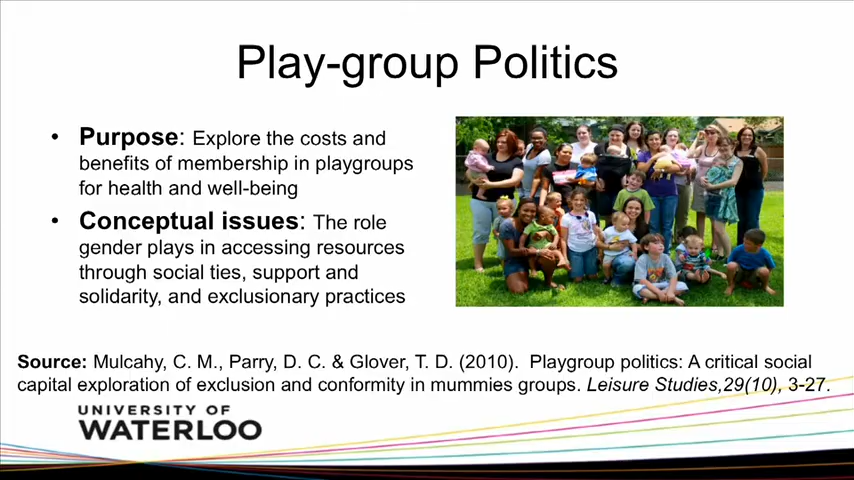 Play-group Politics
• Purpose: Explore the costs and
benefits of membership in playgroups
for health and well-being
• Conceptual issues: The role
gender plays in accessing resources
through social ties, support and
solidarity, and exclusionary practices
Source: Mulcahy, C. M., Parry, D. C. & Glover, T. D. (2010).  Playgroup politics: A critical social
capital exploration of exclusion and conformity in mummies groups. Leisure Studies,29(10), 3-27.
UNIVERSITY OF
WATERLOO